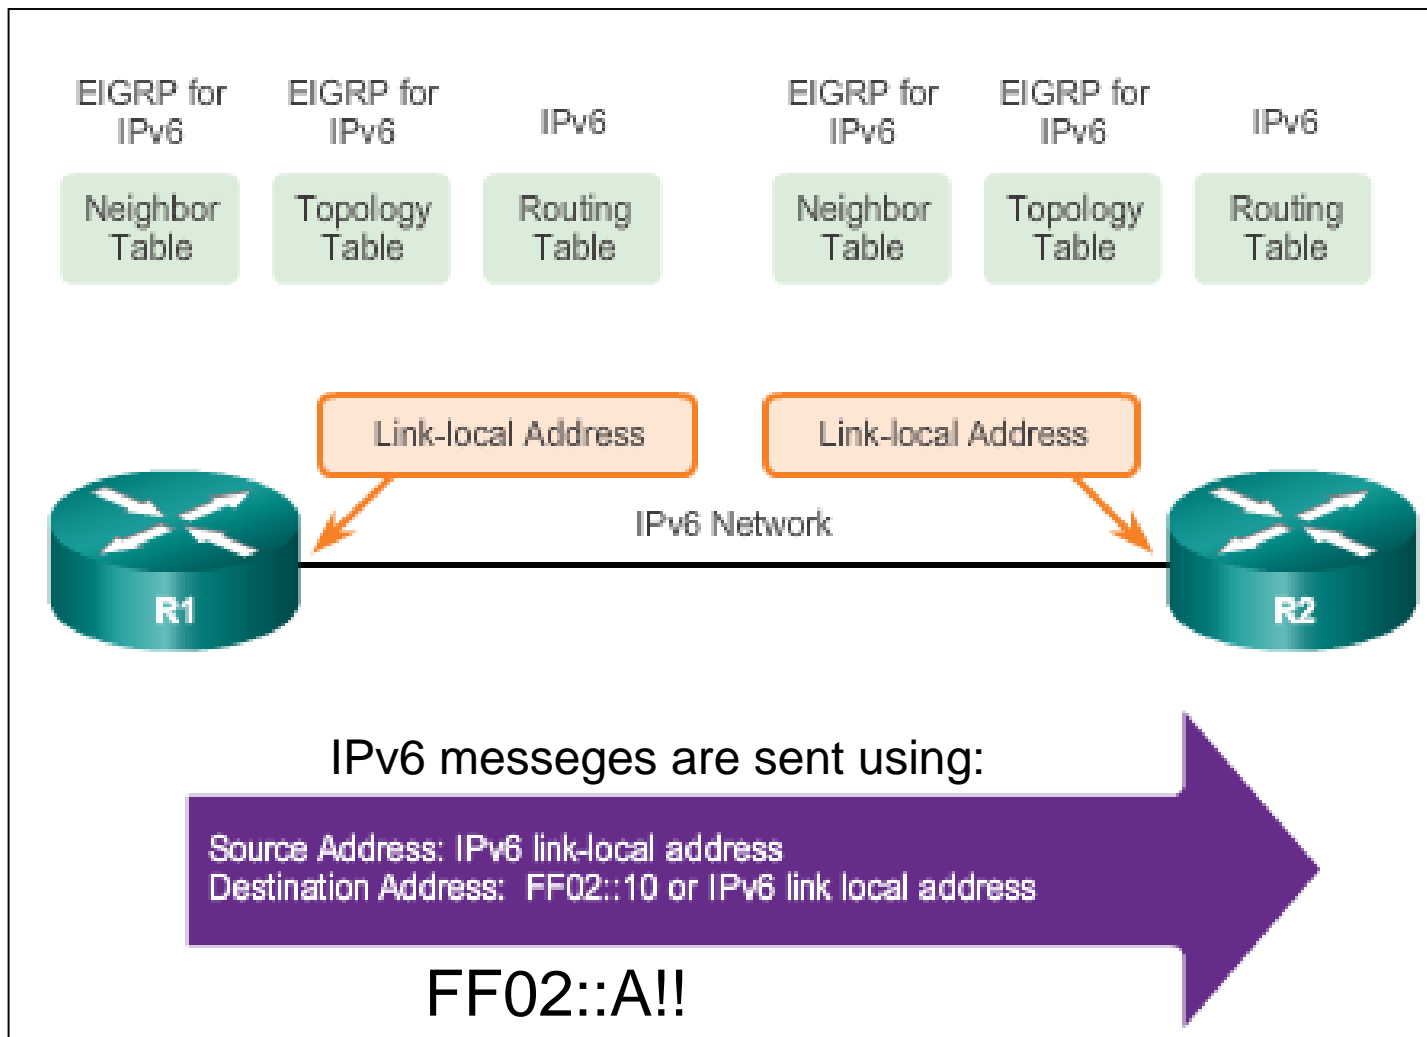 EIGRP for
IPv6
EIGRP for
IPv6
IPv6
EIGRP for
IPv6
EIGRP for
IPv6
IPv6
Neighbor
Table
Topology
Table
Routing
Table
Neighbor
Table
Topology
Table
Routing
Table
Link-local Address
Link-local Address
IPv6 Network
R1
R2
IPv6 messeges are sent using:
Source Address: IPv6 link-local address
Destination Address: FF02::10 or IPv6 link local address
FF02::A!!